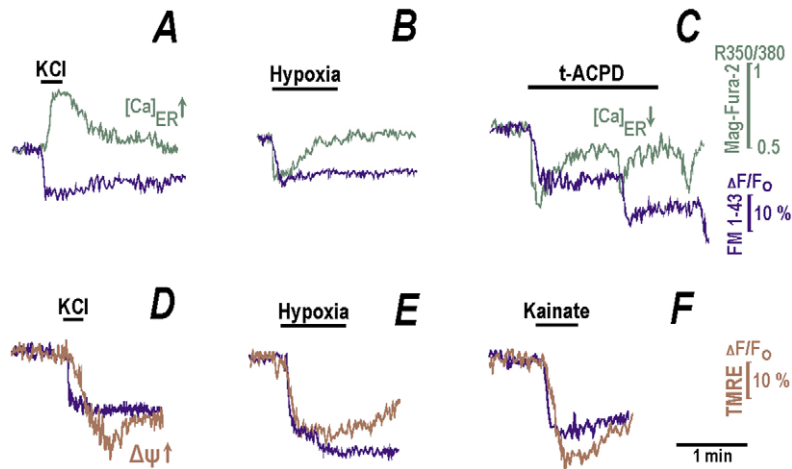 A
KCl
[Ca]ER↑
B
Hypoxia
C
t-ACPD
[Ca]ER↓
R350/380
Mag-Fura-2
1
0.5
ΔF/Fo
FM 1-43
10 %
D
KCl
Δψ↑
E
Hypoxia
F
Kainate
ΔF/Fo
TMRE
10 %
1 min